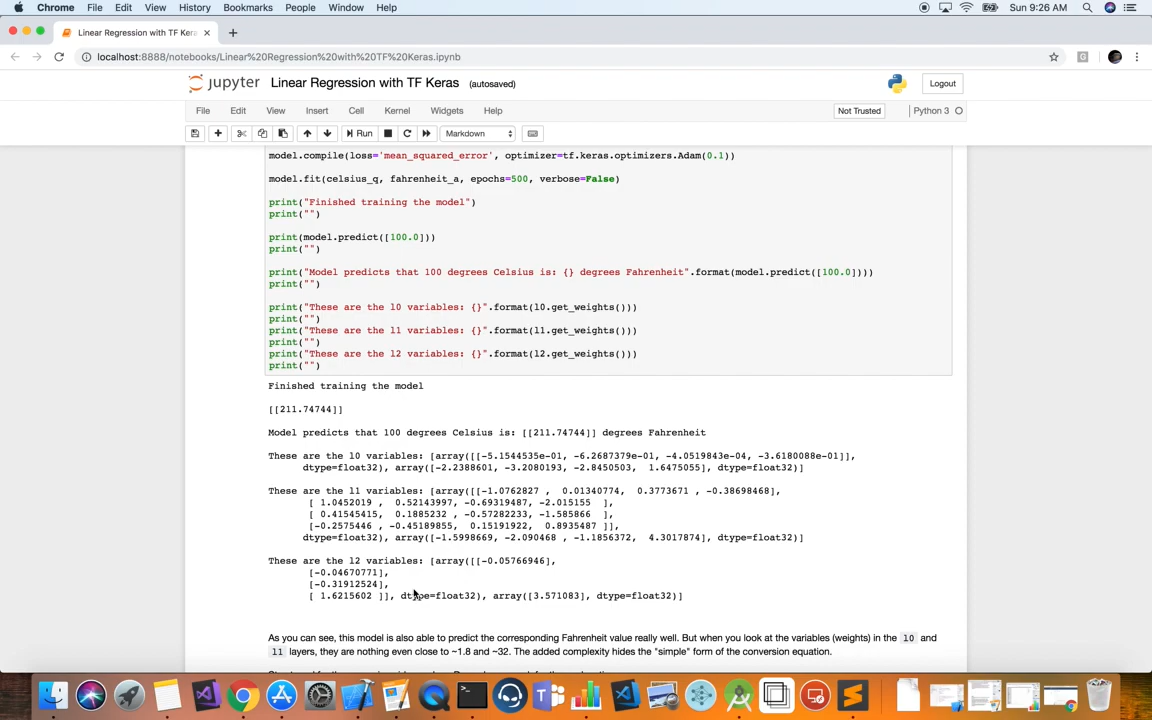 Chrome File Edit View History Bookmarks People Window Help Sun 9:26 AM
Linear Regression with TF Kera
localhost:8888/notebooks/Linear%20Regression%20with%20TF%20Keras.ipynb
jupyter Linear Regression with TF Keras (autosaved) Logout
File Edit View Insert Cell Kernel Widgets Help Not Trusted Python 3
Run Markdown
model.compile(loss='mean_squared_error', optimizer=tf.keras.optimizers.Adam(0.1))
model.fit(celsius_q, fahrenheit_a, epochs=500, verbose=False)
print("Finished training the model")
print("")
print(model.predict([100.0]))
print("")
print("Model predicts that 100 degrees Celsius is: {} degrees Fahrenheit".format(model.predict([100.0])))
print("")
print("These are the l0 variables: {}".format(l0.get_weights()))
print("")
print("These are the l1 variables: {}".format(l1.get_weights()))
print("")
print("These are the l2 variables: {}".format(l2.get_weights()))
print("")
Finished training the model
[[211.74744]]
Model predicts that 100 degrees Celsius is: [[211.74744]] degrees Fahrenheit
These are the l0 variables: [array([[-5.1544535e-01, -6.2687379e-01, -4.0519843e-04, -3.6180088e-01]],
dtype=float32), array([-2.2388601, -3.2080193, -2.8450503, 1.6475055], dtype=float32)]
These are the l1 variables: [array([[-1.0762827 , 0.01340774, 0.3773671 , -0.38698468],
[ 1.0452019 , 0.52143997, -0.69319487, -2.015155 ],
[ 0.41545415, 0.1885232 , -0.57282233, -1.585866 ],
[-0.2575446 , -0.45189855, 0.15191922, 0.8935487 ]],
dtype=float32), array([-1.5998669, -2.090468 , -1.1856372, 4.3017874], dtype=float32)]
These are the l2 variables: [array([[-0.05766946],
[-0.04670771],
[-0.31912524],
[ 1.6215602 ]], dtype=float32), array([3.571083], dtype=float32)]
As you can see, this model is also able to predict the corresponding Fahrenheit value really well. But when you look at the variables (weights) in the l0 and
l1 layers, they are nothing even close to ~1.8 and ~32. The added complexity hides the "simple" form of the conversion equation.